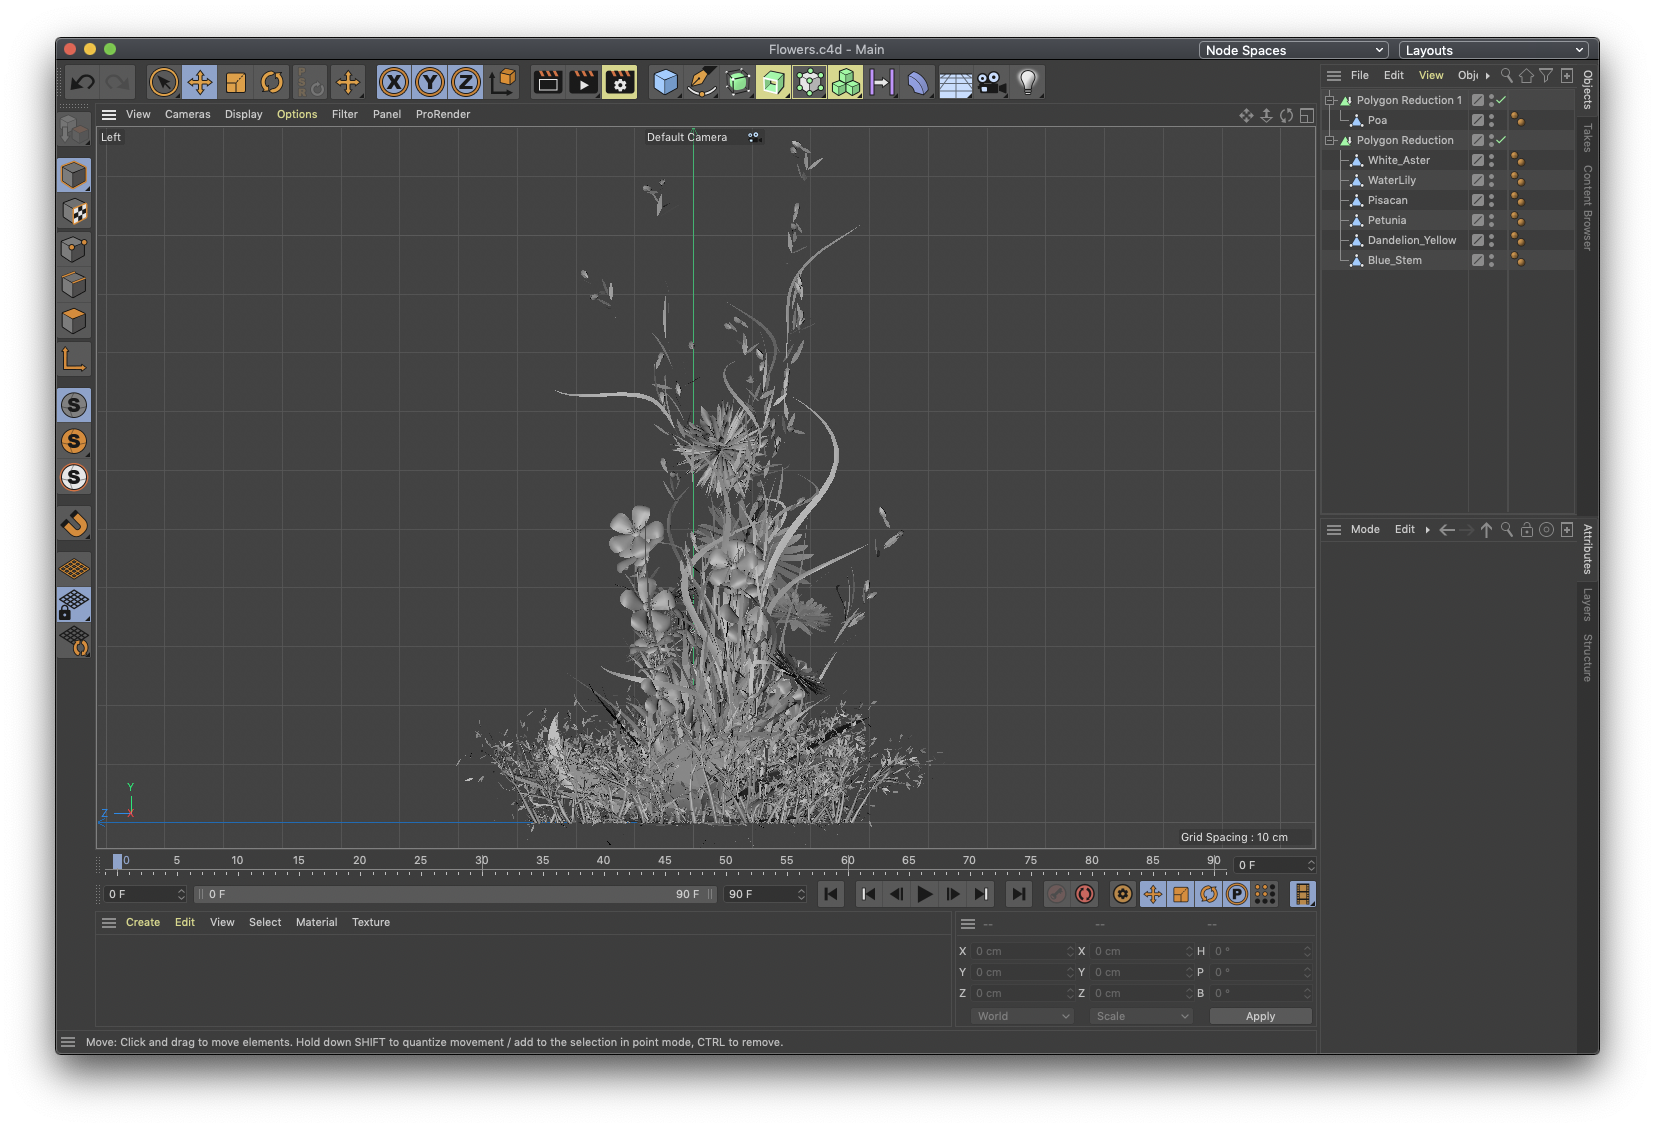 Flowers.c4d - Main
Node Spaces
Layouts
X Y Z
PSR
File Edit View Obje
Objects
Takes
Content Browser
View Cameras Display Options Filter Panel ProRender
Left
Default Camera
Polygon Reduction 1
Poa
Polygon Reduction
White_Aster
WaterLily
Pisacan
Petunia
Dandelion_Yellow
Blue_Stem
S
S
S
Mode Edit
Attributes
Layers
Structure
Y
Z X
Grid Spacing : 10 cm
0 5 10 15 20 25 30 35 40 45 50 55 60 65 70 75 80 85 90
0 F
0 F
0 F 90 F
90 F
P
Create Edit View Select Material Texture
-- -- --
X 0 cm X 0 cm H 0 °
Y 0 cm Y 0 cm P 0 °
Z 0 cm Z 0 cm B 0 °
World Scale Apply
Move: Click and drag to move elements. Hold down SHIFT to quantize movement / add to the selection in point mode, CTRL to remove.